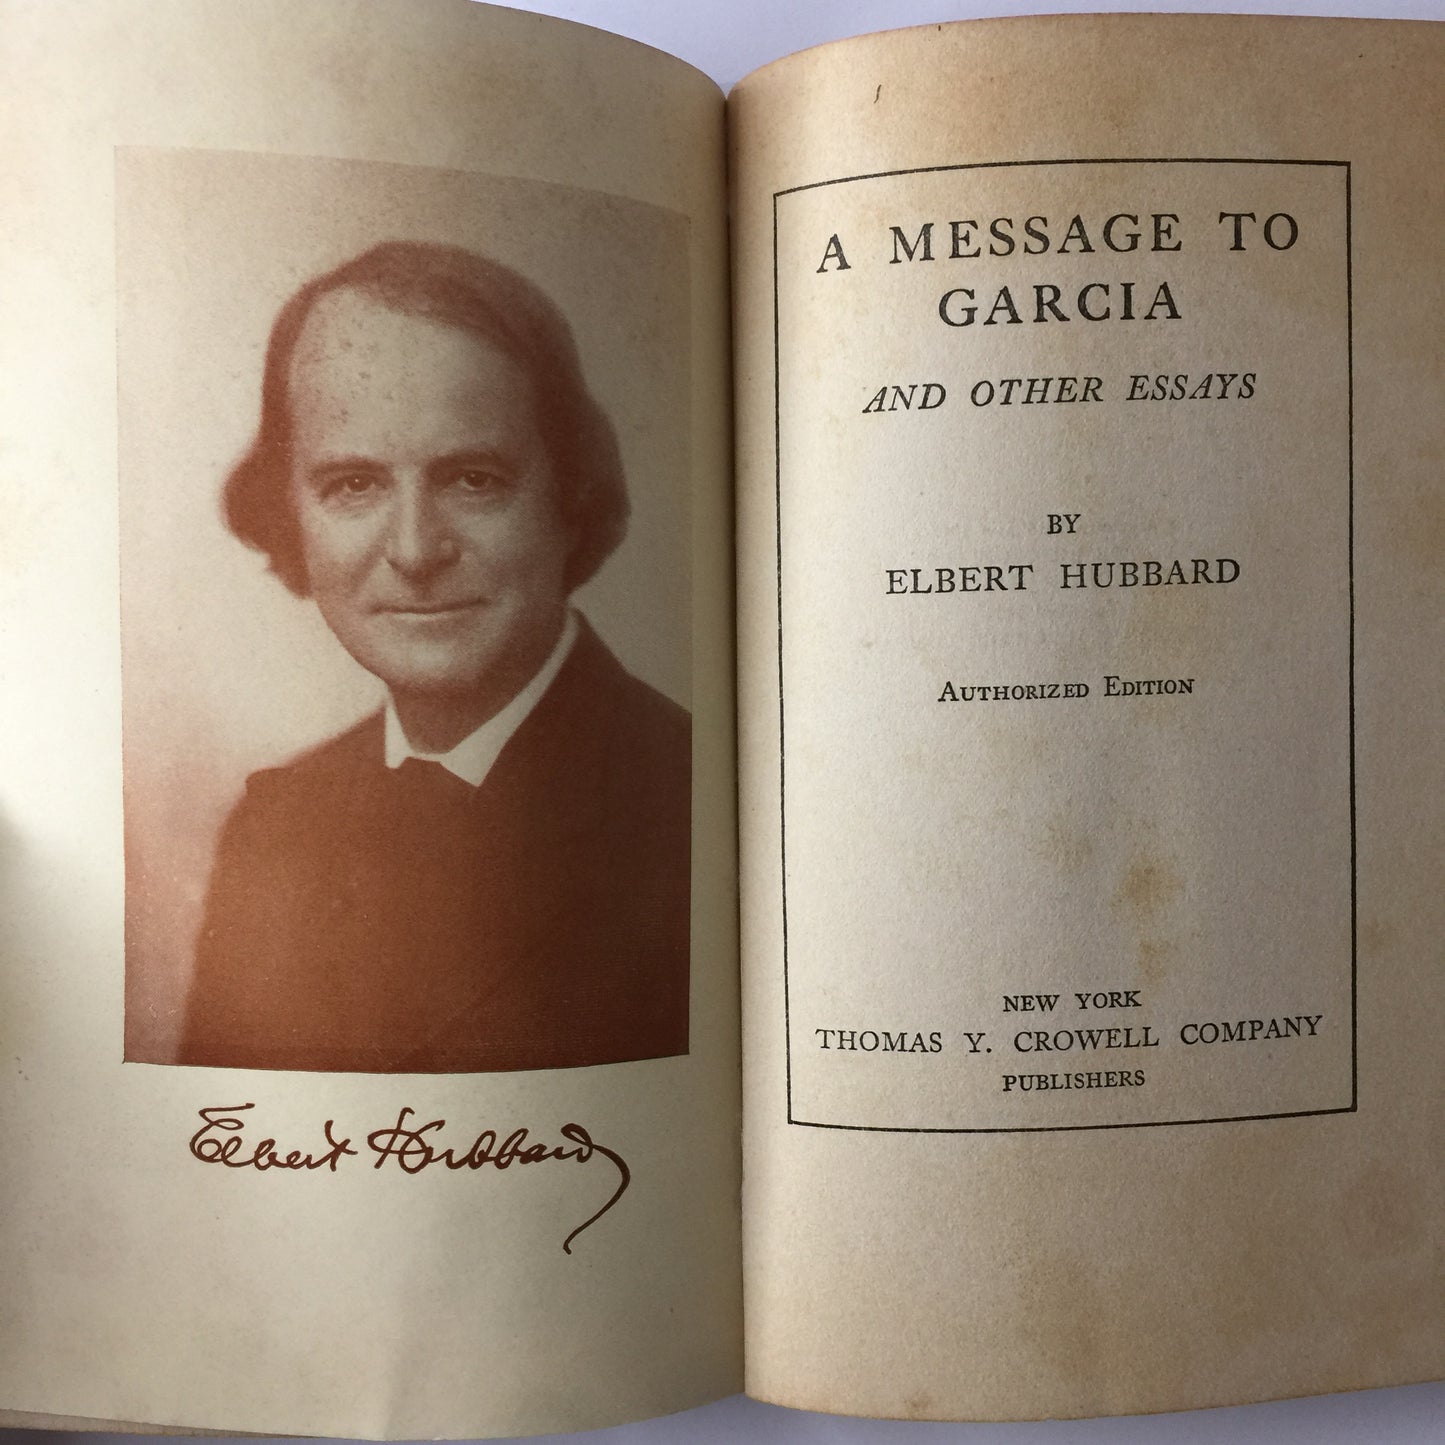 Elbert Hubbard
A MESSAGE TO
GARCIA
AND OTHER ESSAYS
BY
ELBERT HUBBARD
AUTHORIZED EDITION
NEW YORK
THOMAS Y. CROWELL COMPANY
PUBLISHERS